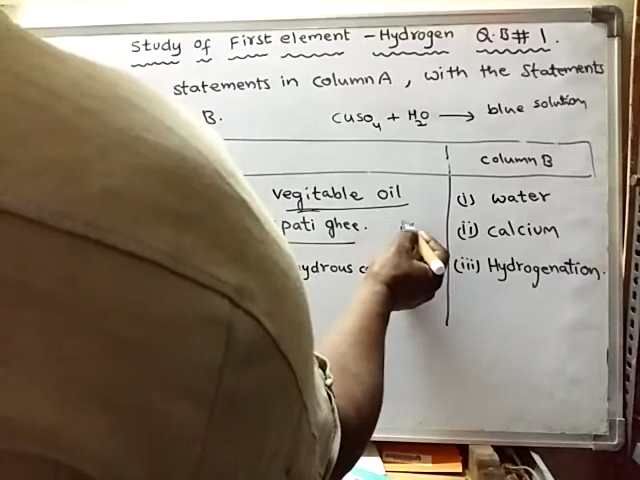 Study of First element - Hydrogen Q.B# 1.
statements in column A, with the Statements
B.
CuSO4 + H2O → blue solution
column B
vegitable oil
(i) water
pati ghee.
(ii) calcium
ydrous
(iii) Hydrogenation.